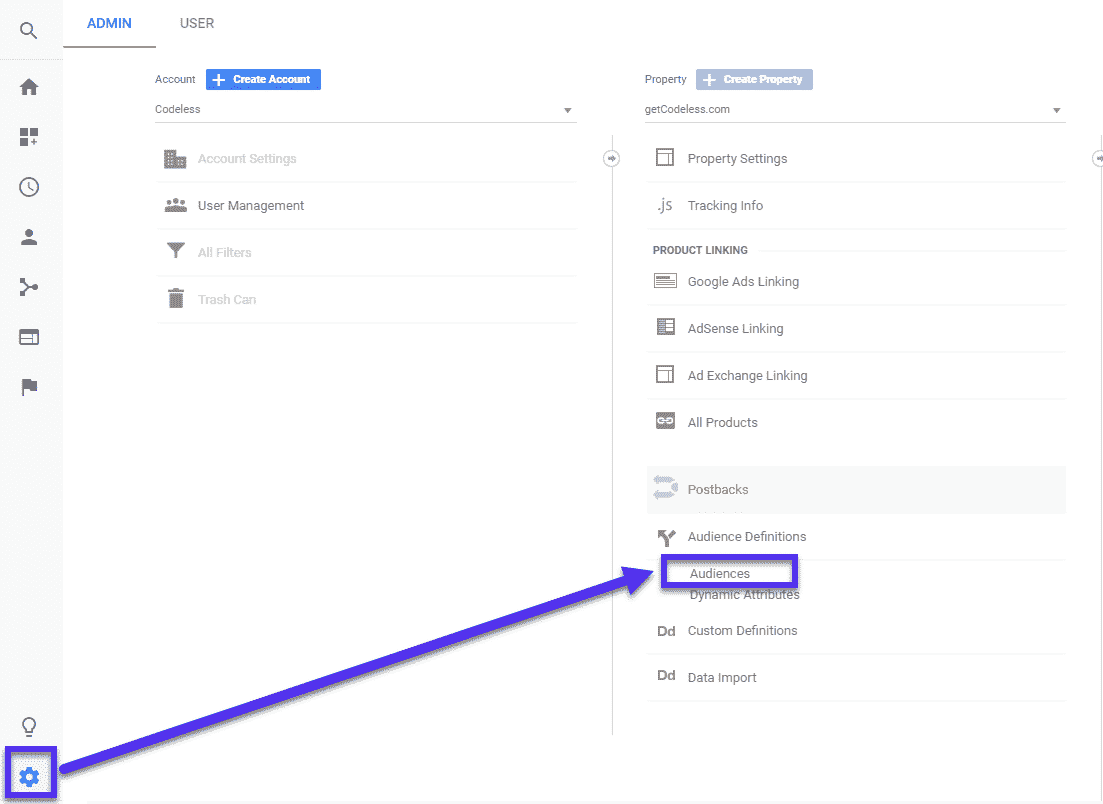 ADMIN
USER
Account
Create Account
Codeless
Account Settings
User Management
All Filters
Trash Can
Property
Create Property
getCodeless.com
Property Settings
.js
Tracking Info
PRODUCT LINKING
Google Ads Linking
AdSense Linking
Ad Exchange Linking
All Products
Postbacks
Audience Definitions
Audiences
Dynamic Attributes
Dd Custom Definitions
Dd Data Import